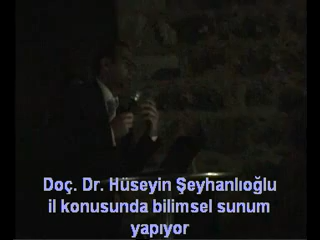 Doç. Dr. Hüseyin Şeyhanlıoğlu
il konusunda bilimsel sunum
yapıyor